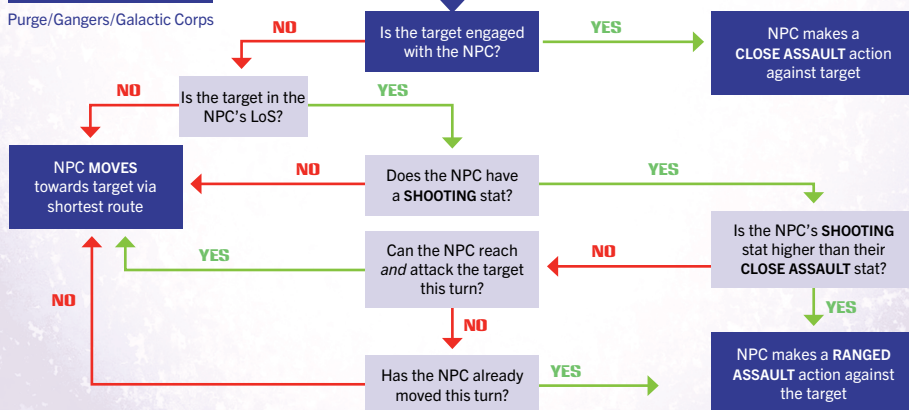 Purge/Gangers/Galactic Corps
Is the target engaged
with the NPC?
NO
YES
NPC makes a
CLOSE ASSAULT action
against target
Is the target in the
NPC's LoS?
NO
YES
NPC MOVES
towards target via
shortest route
Does the NPC have
a SHOOTING stat?
NO
YES
Is the NPC's SHOOTING
stat higher than their
CLOSE ASSAULT stat?
NO
YES
Can the NPC reach
and attack the target
this turn?
YES
NO
Has the NPC already
moved this turn?
NO
YES
NPC makes a RANGED
ASSAULT action against
the target